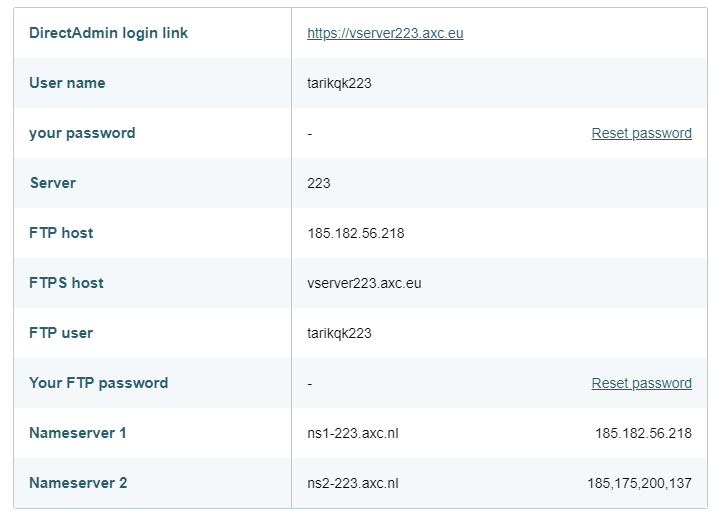 DirectAdmin login link https://vserver223.axc.eu
User name tarikqk223
your password - Reset password
Server 223
FTP host 185.182.56.218
FTPS host vserver223.axc.eu
FTP user tarikqk223
Your FTP password - Reset password
Nameserver 1 ns1-223.axc.nl 185.182.56.218
Nameserver 2 ns2-223.axc.nl 185,175,200,137